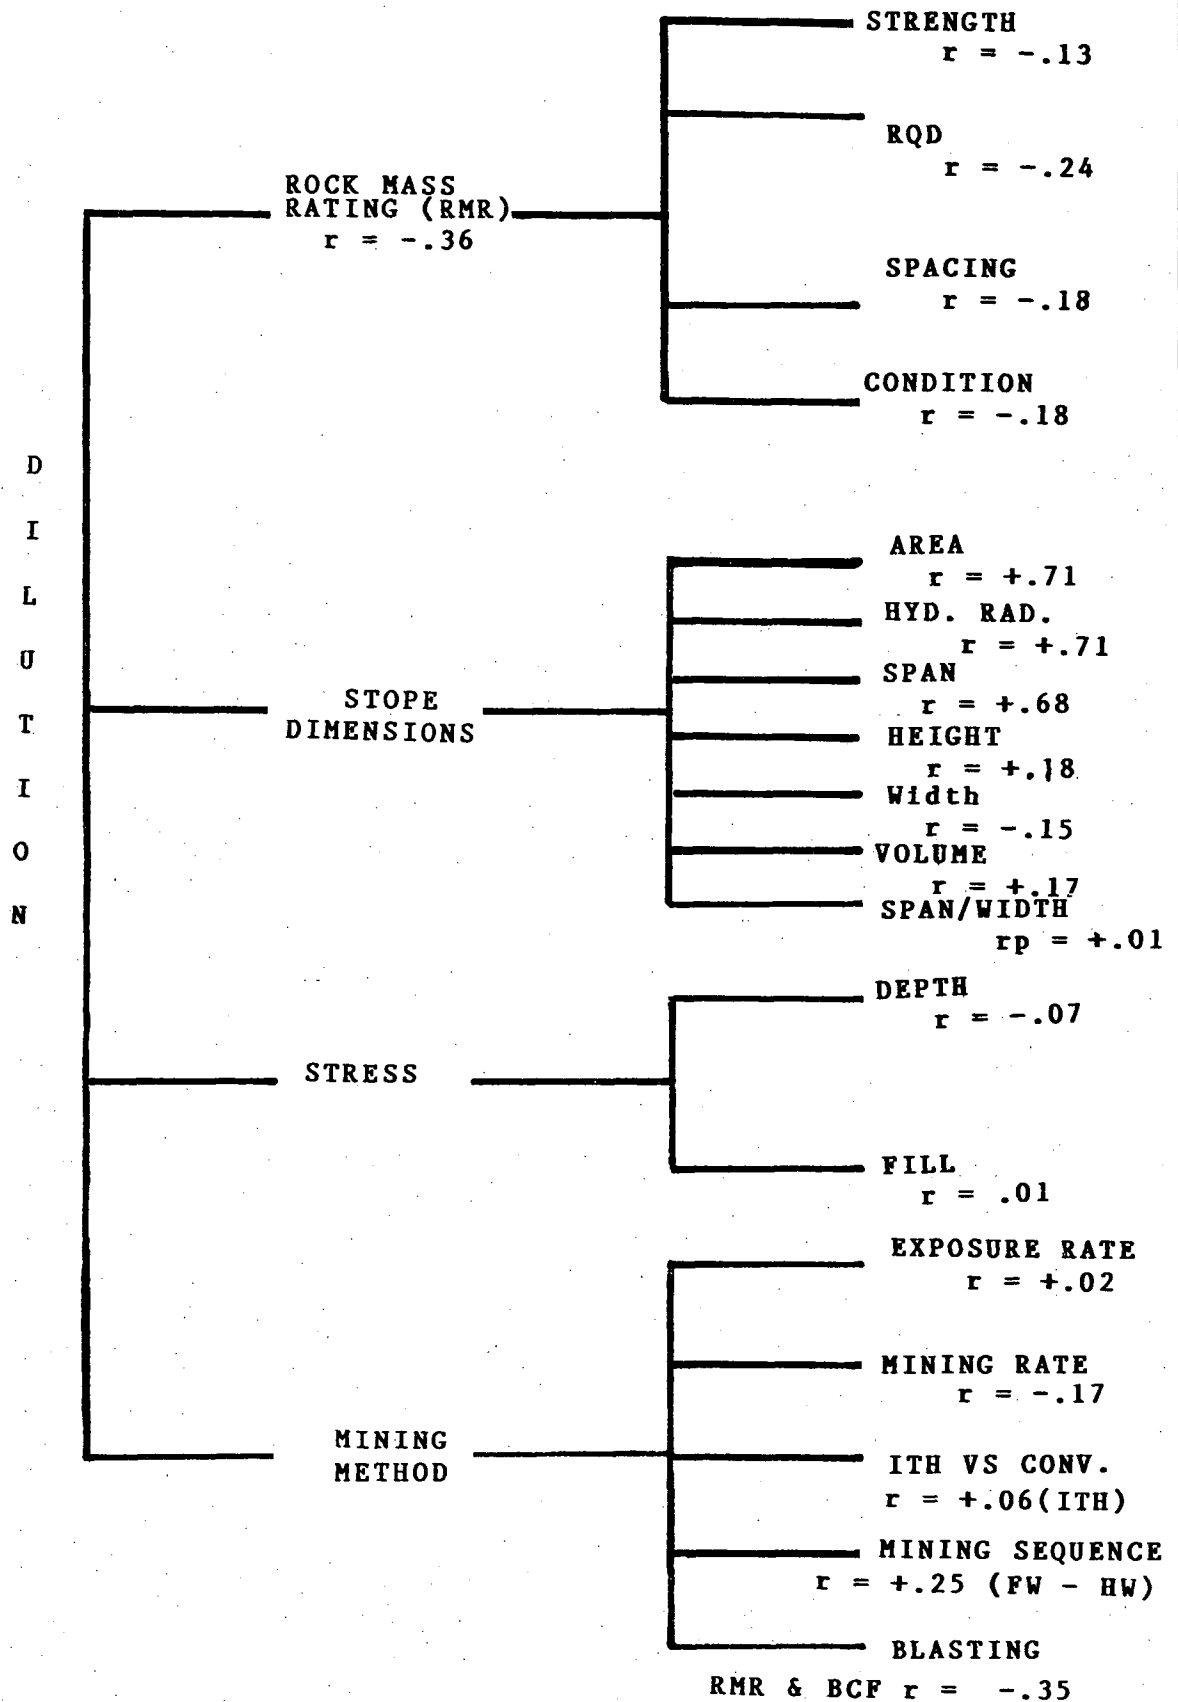 DILUTION
ROCK MASS
RATING (RMR)
r = -.36
STRENGTH
r = -.13
RQD
r = -.24
SPACING
r = -.18
CONDITION
r = -.18
STOPE
DIMENSIONS
AREA
r = +.71
HYD. RAD.
r = +.71
SPAN
r = +.68
HEIGHT
r = +.18
Width
r = -.15
VOLUME
r = +.17
SPAN/WIDTH
rp = +.01
STRESS
DEPTH
r = -.07
FILL
r = .01
MINING
METHOD
EXPOSURE RATE
r = +.02
MINING RATE
r = -.17
ITH VS CONV.
r = +.06(ITH)
MINING SEQUENCE
r = +.25 (FW - HW)
BLASTING
RMR & BCF r = -.35